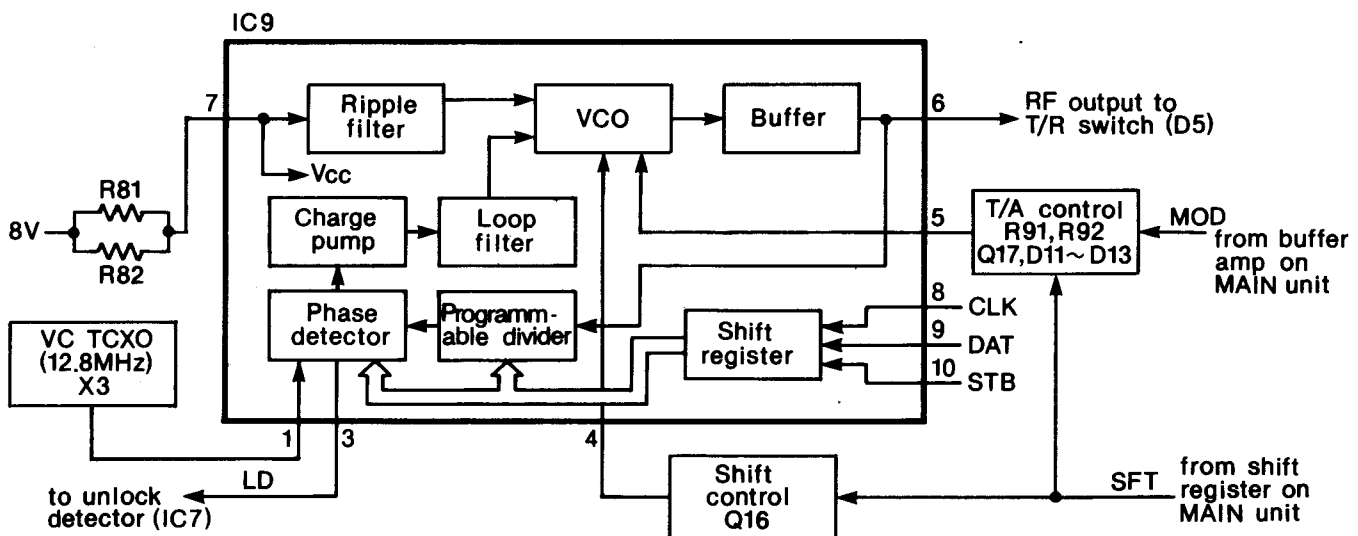 IC9
7
Ripple
filter
VCO
Buffer
6
RF output to
T/R switch (D5)
Vcc
R81
8V
R82
Charge
pump
Loop
filter
5
T/A control
R91, R92
Q17, D11~D13
MOD
from buffer
amp on
MAIN unit
Phase
detector
Programm-
able divider
Shift
register
8
CLK
9
DAT
10
STB
VC TCXO
(12.8MHz)
X3
1
3
4
LD
to unlock
detector (IC7)
Shift
control
Q16
SFT
from shift
register on
MAIN unit